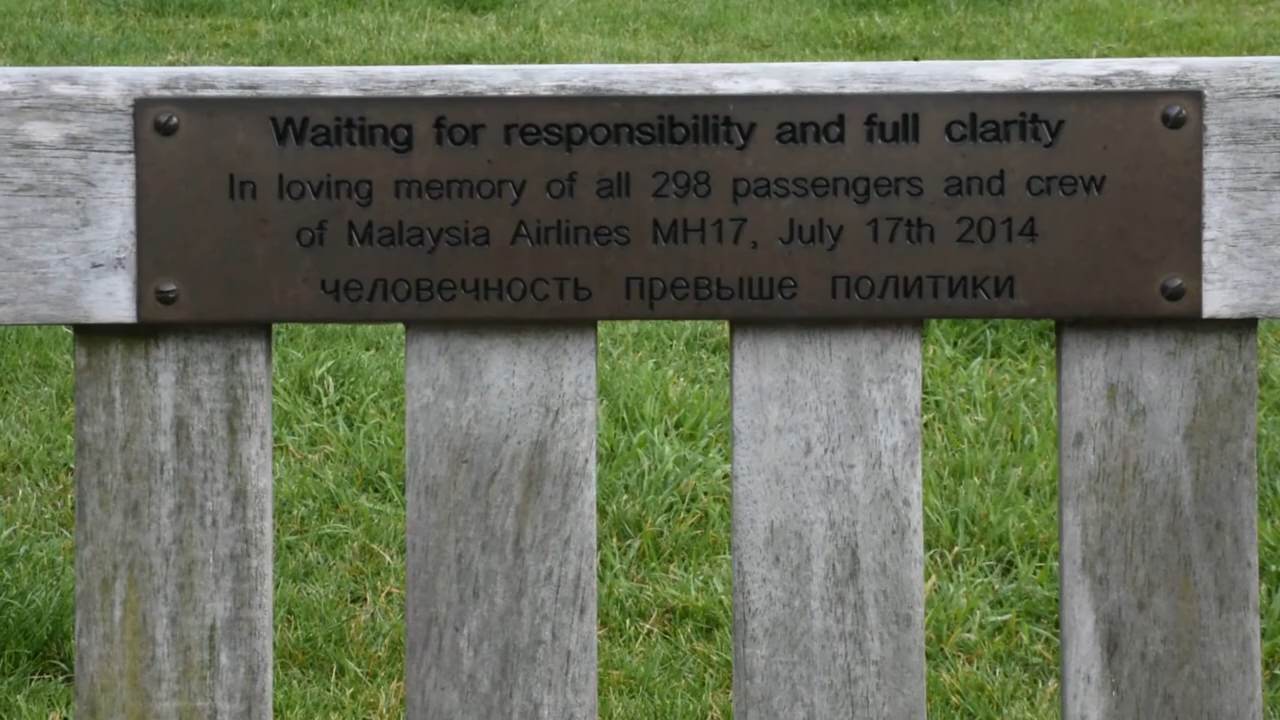 Waiting for responsibility and full clarity
In loving memory of all 298 passengers and crew
of Malaysia Airlines MH17, July 17th 2014
человечность превыше политики